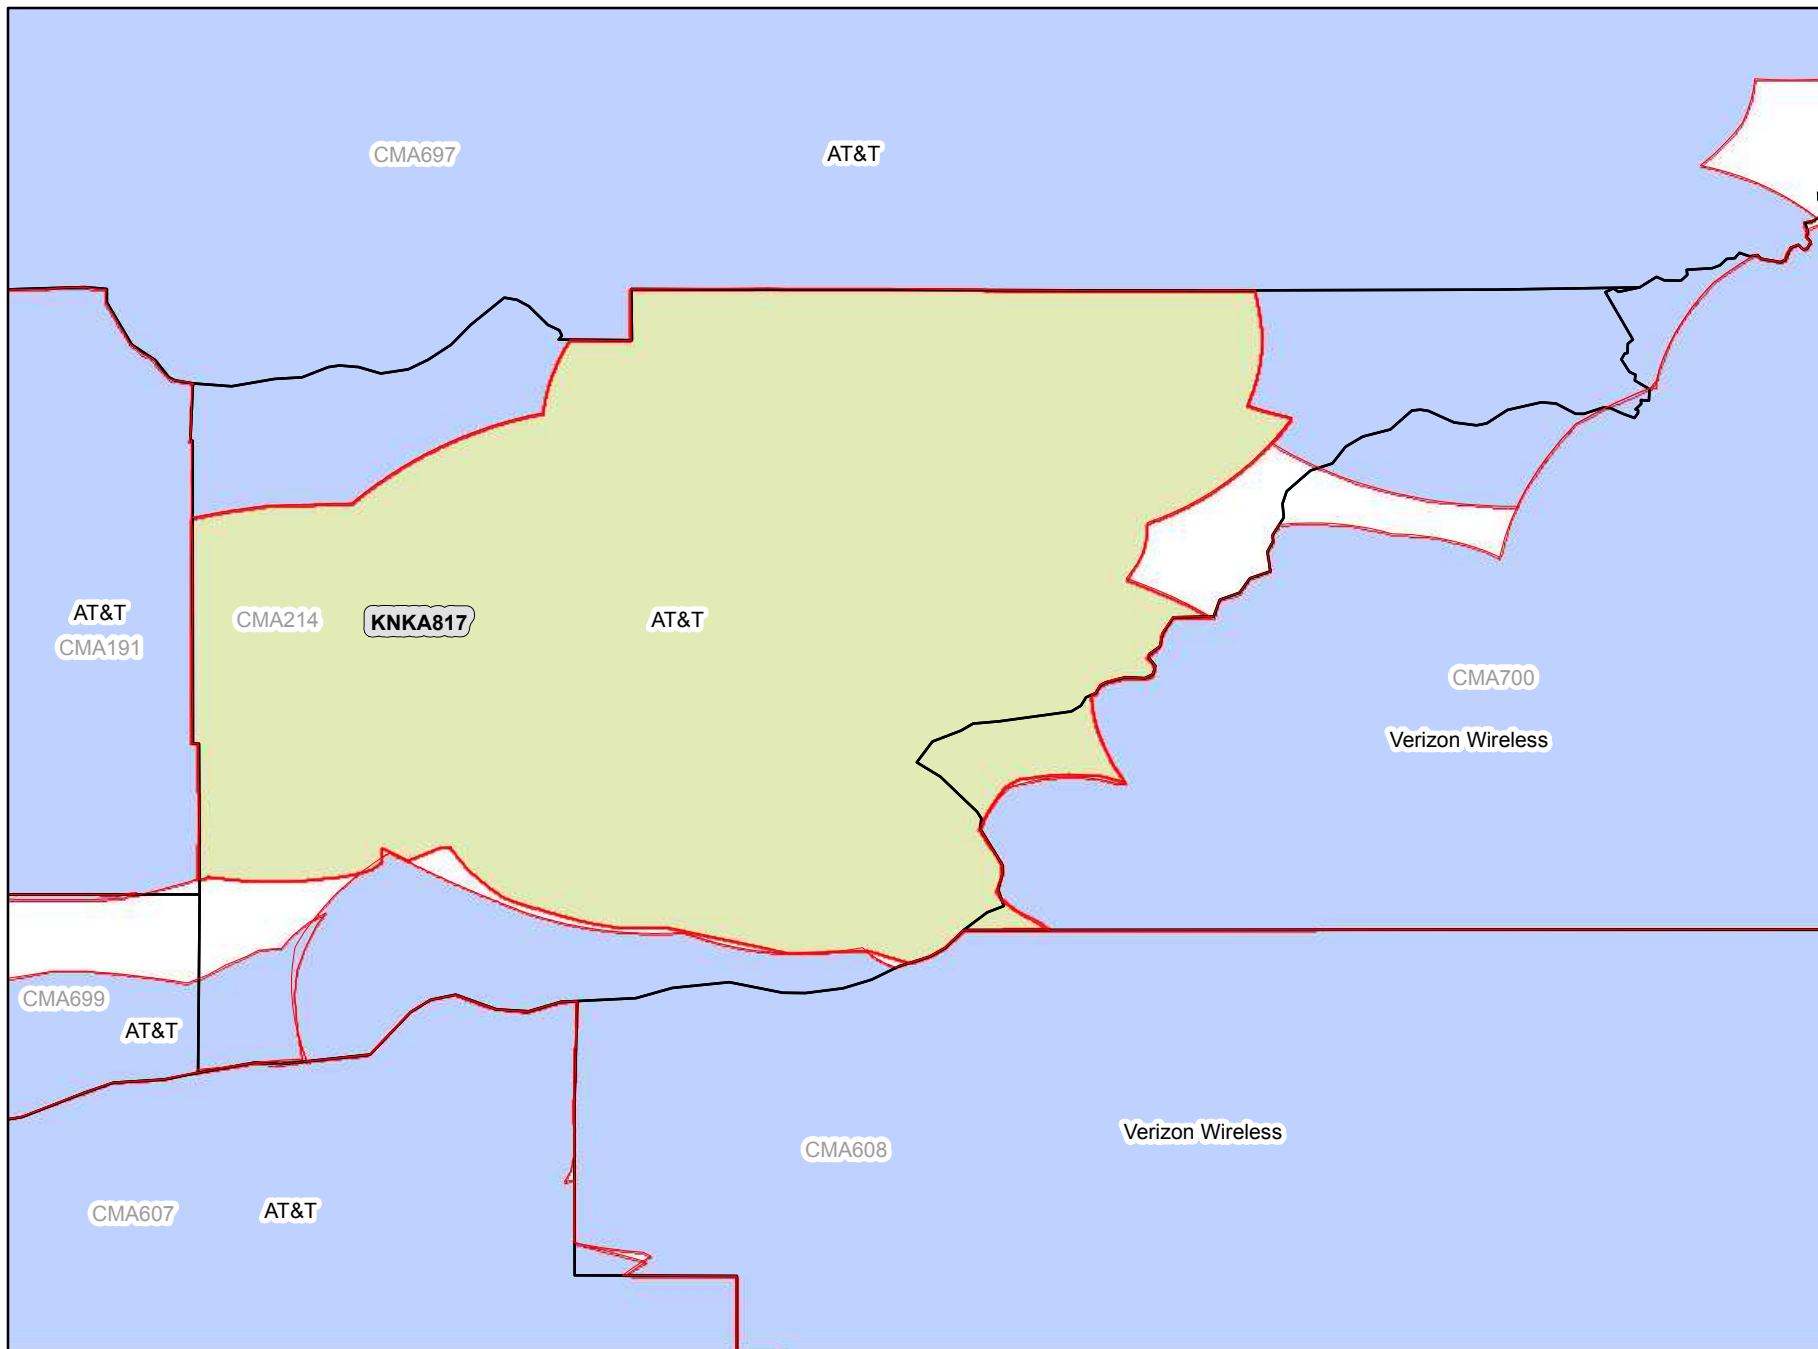 CMA697
AT&T
AT&T
CMA191
CMA214
KNKA817
AT&T
CMA700
Verizon Wireless
CMA699
AT&T
CMA608
Verizon Wireless
CMA607
AT&T